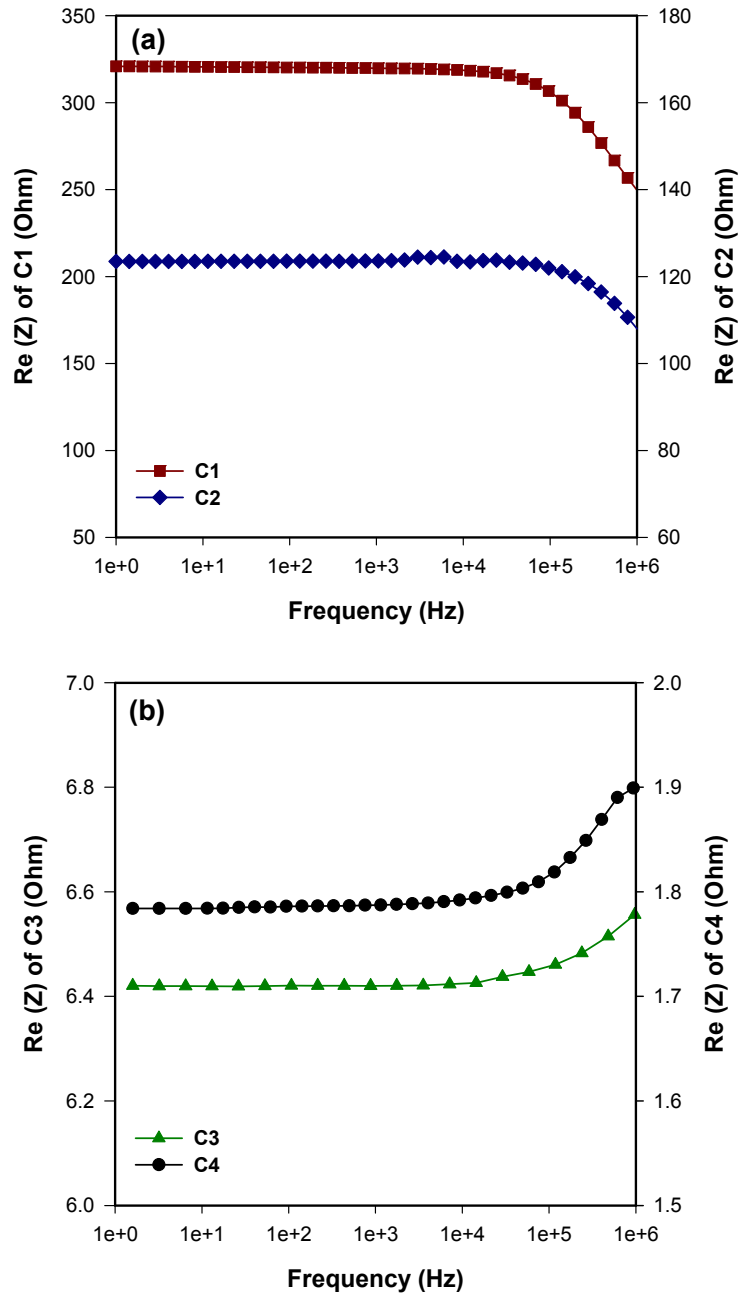 (a)
350
300
250
200
150
100
50
Re (Z) of C1 (Ohm)
180
160
140
120
100
80
60
Re (Z) of C2 (Ohm)
C1
C2
1e+0 1e+1 1e+2 1e+3 1e+4 1e+5 1e+6
Frequency (Hz)
(b)
7.0
6.8
6.6
6.4
6.2
6.0
Re (Z) of C3 (Ohm)
2.0
1.9
1.8
1.7
1.6
1.5
Re (Z) of C4 (Ohm)
C3
C4
1e+0 1e+1 1e+2 1e+3 1e+4 1e+5 1e+6
Frequency (Hz)